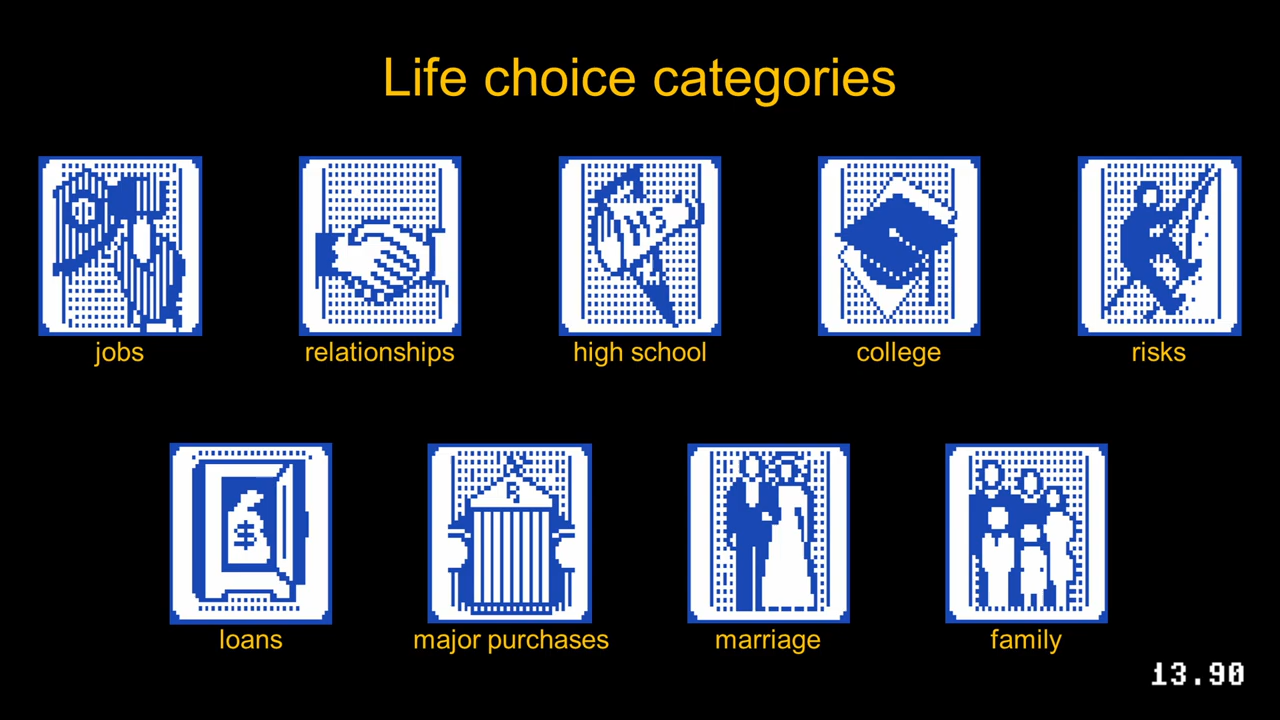 Life choice categories
jobs
relationships
high school
college
risks
$
R
loans
major purchases
marriage
family
13.90